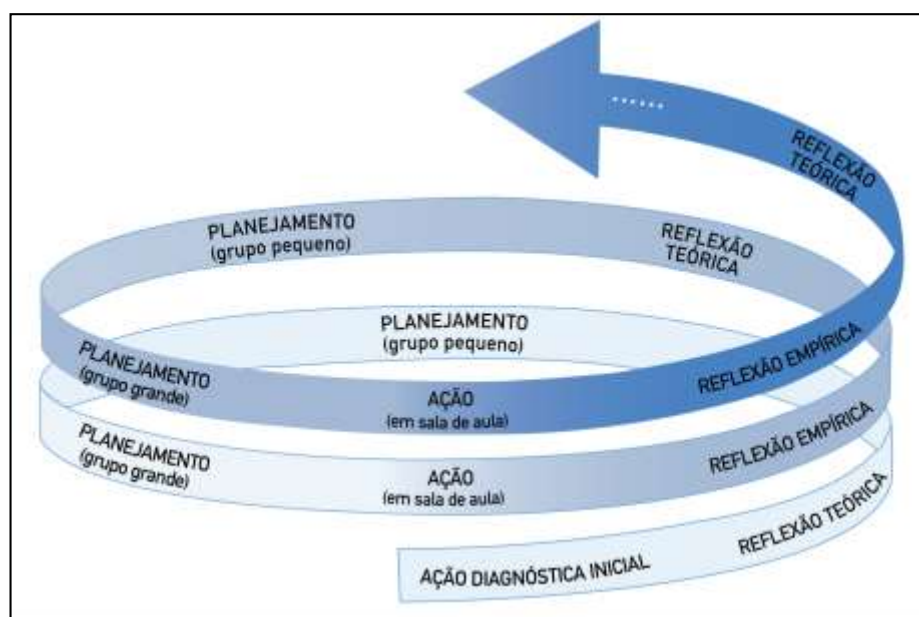 ......
REFLEXÃO
TEÓRICA
PLANEJAMENTO
(grupo pequeno)
REFLEXÃO
TEÓRICA
PLANEJAMENTO
(grupo pequeno)
PLANEJAMENTO
(grupo grande)
AÇÃO
(em sala de aula)
REFLEXÃO EMPÍRICA
PLANEJAMENTO
(grupo grande)
AÇÃO
(em sala de aula)
REFLEXÃO EMPÍRICA
AÇÃO DIAGNÓSTICA INICIAL
REFLEXÃO TEÓRICA